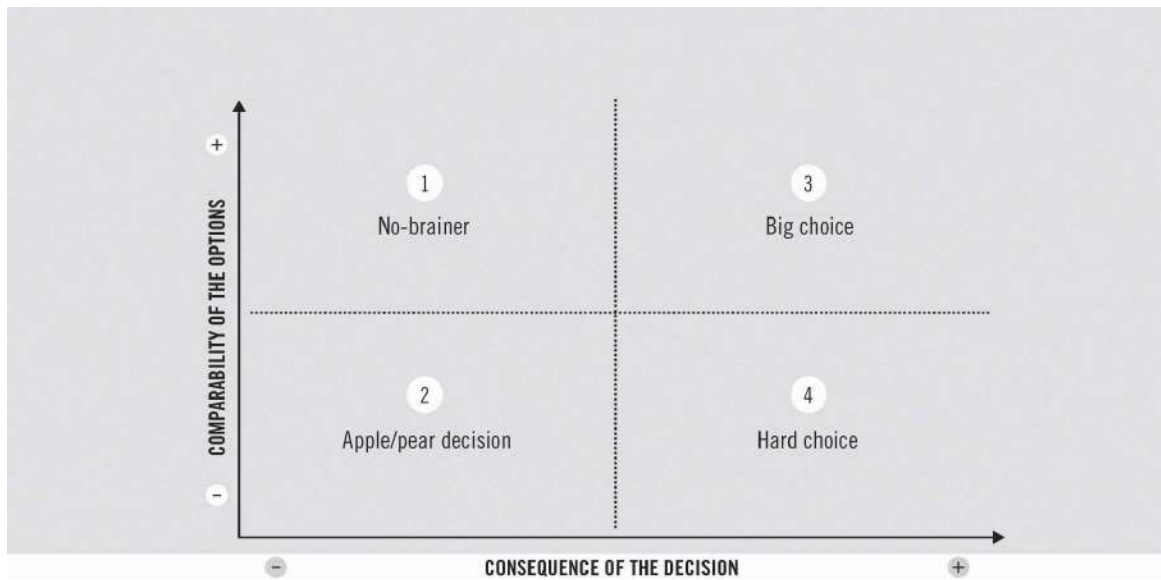 +
1
No-brainer
3
Big choice
COMPARABILITY OF THE OPTIONS
2
Apple/pear decision
4
Hard choice
−
− CONSEQUENCE OF THE DECISION +